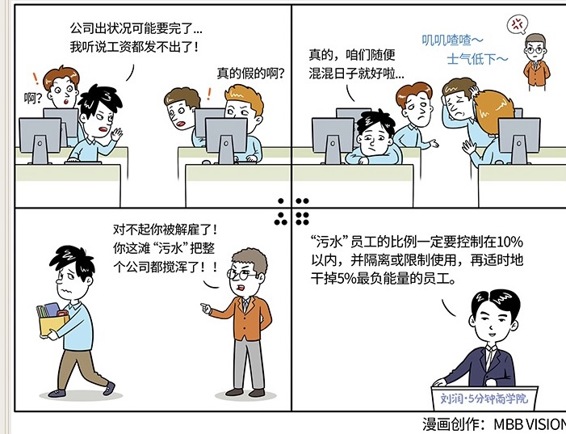 公司出状况可能要完了...
我听说工资都发不出了！
啊？
真的假的啊？
真的，咱们随便
混混日子就好啦...
叽叽喳喳～
士气低下～
对不起你被解雇了！
你这滩“污水”把整
个公司都搅浑了！！
“污水”员工的比例一定要控制在10%
以内，并隔离或限制使用，再适时地
干掉5%最负能量的员工。
刘润·5分钟商学院
漫画创作：MBB VISION